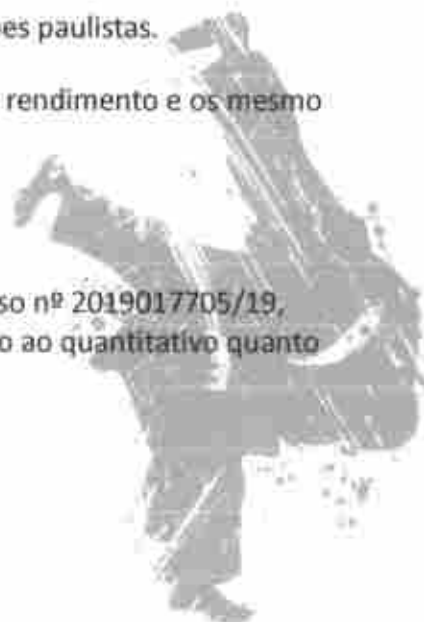 es paulistas.
rendimento e os mesmo
so nº 2019017705/19,
o ao quantitativo quanto